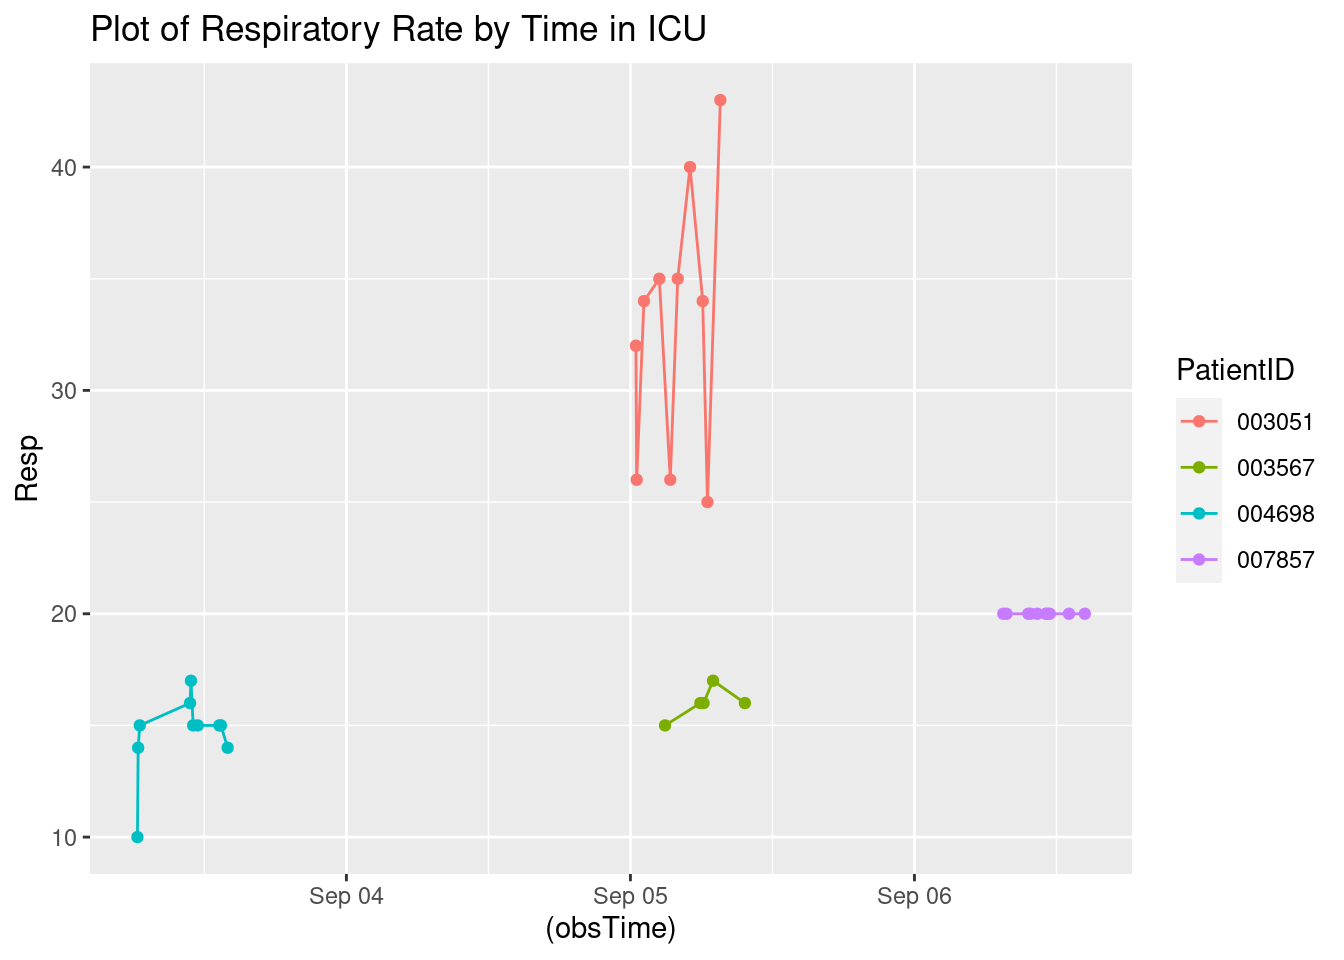 Plot of Respiratory Rate by Time in ICU
Resp
40
30
20
10
Sep 04 Sep 05 Sep 06
(obsTime)
PatientID
003051
003567
004698
007857